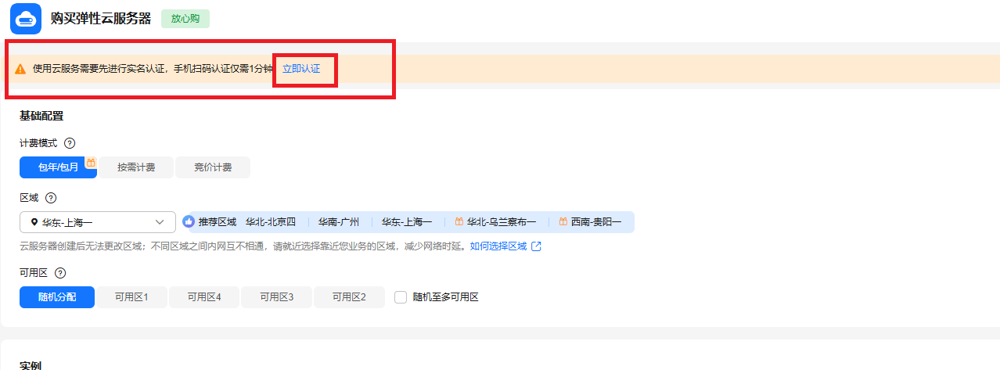 购买弹性云服务器 放心购
使用云服务需要先进行实名认证，手机扫码认证仅需1分钟 立即认证
基础配置
计费模式 ?
包年/包月 按需计费 竞价计费
区域 ?
华东-上海一 推荐区域 华北-北京四 华南-广州 华东-上海一 华北-乌兰察布一 西南-贵阳一
云服务器创建后无法更改区域；不同区域之间内网互不相通，请就近选择靠近您业务的区域，减少网络时延。如何选择区域
可用区 ?
随机分配 可用区1 可用区4 可用区3 可用区2 随机至多可用区
实例